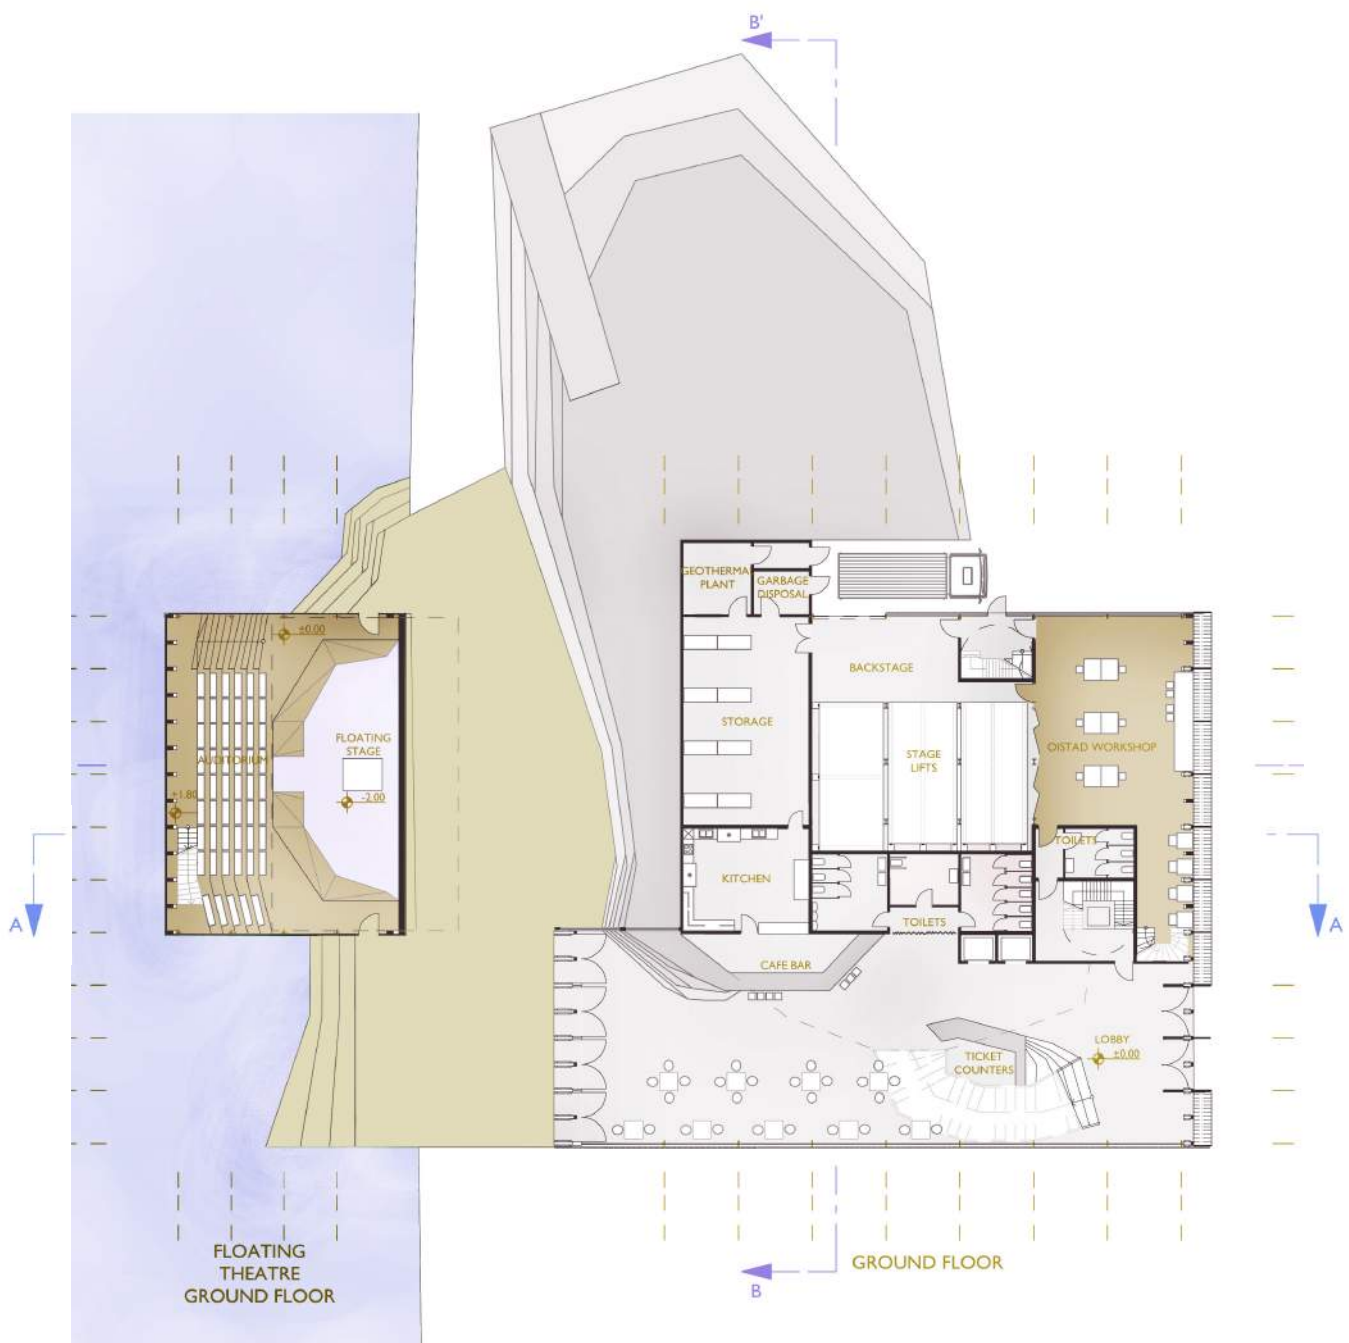 B'
GEOTHERMA
PLANT
GARBAGE
DISPOSAL
±0.00
BACKSTAGE
STORAGE
FLOATING
STAGE
AUDITORIUM
STAGE
LIFTS
OISTAD WORKSHOP
+1.80
-2.00
TOILETS
KITCHEN
TOILETS
A
A
CAFE BAR
LOBBY
±0.00
TICKET
COUNTERS
FLOATING
THEATRE
GROUND FLOOR
GROUND FLOOR
B